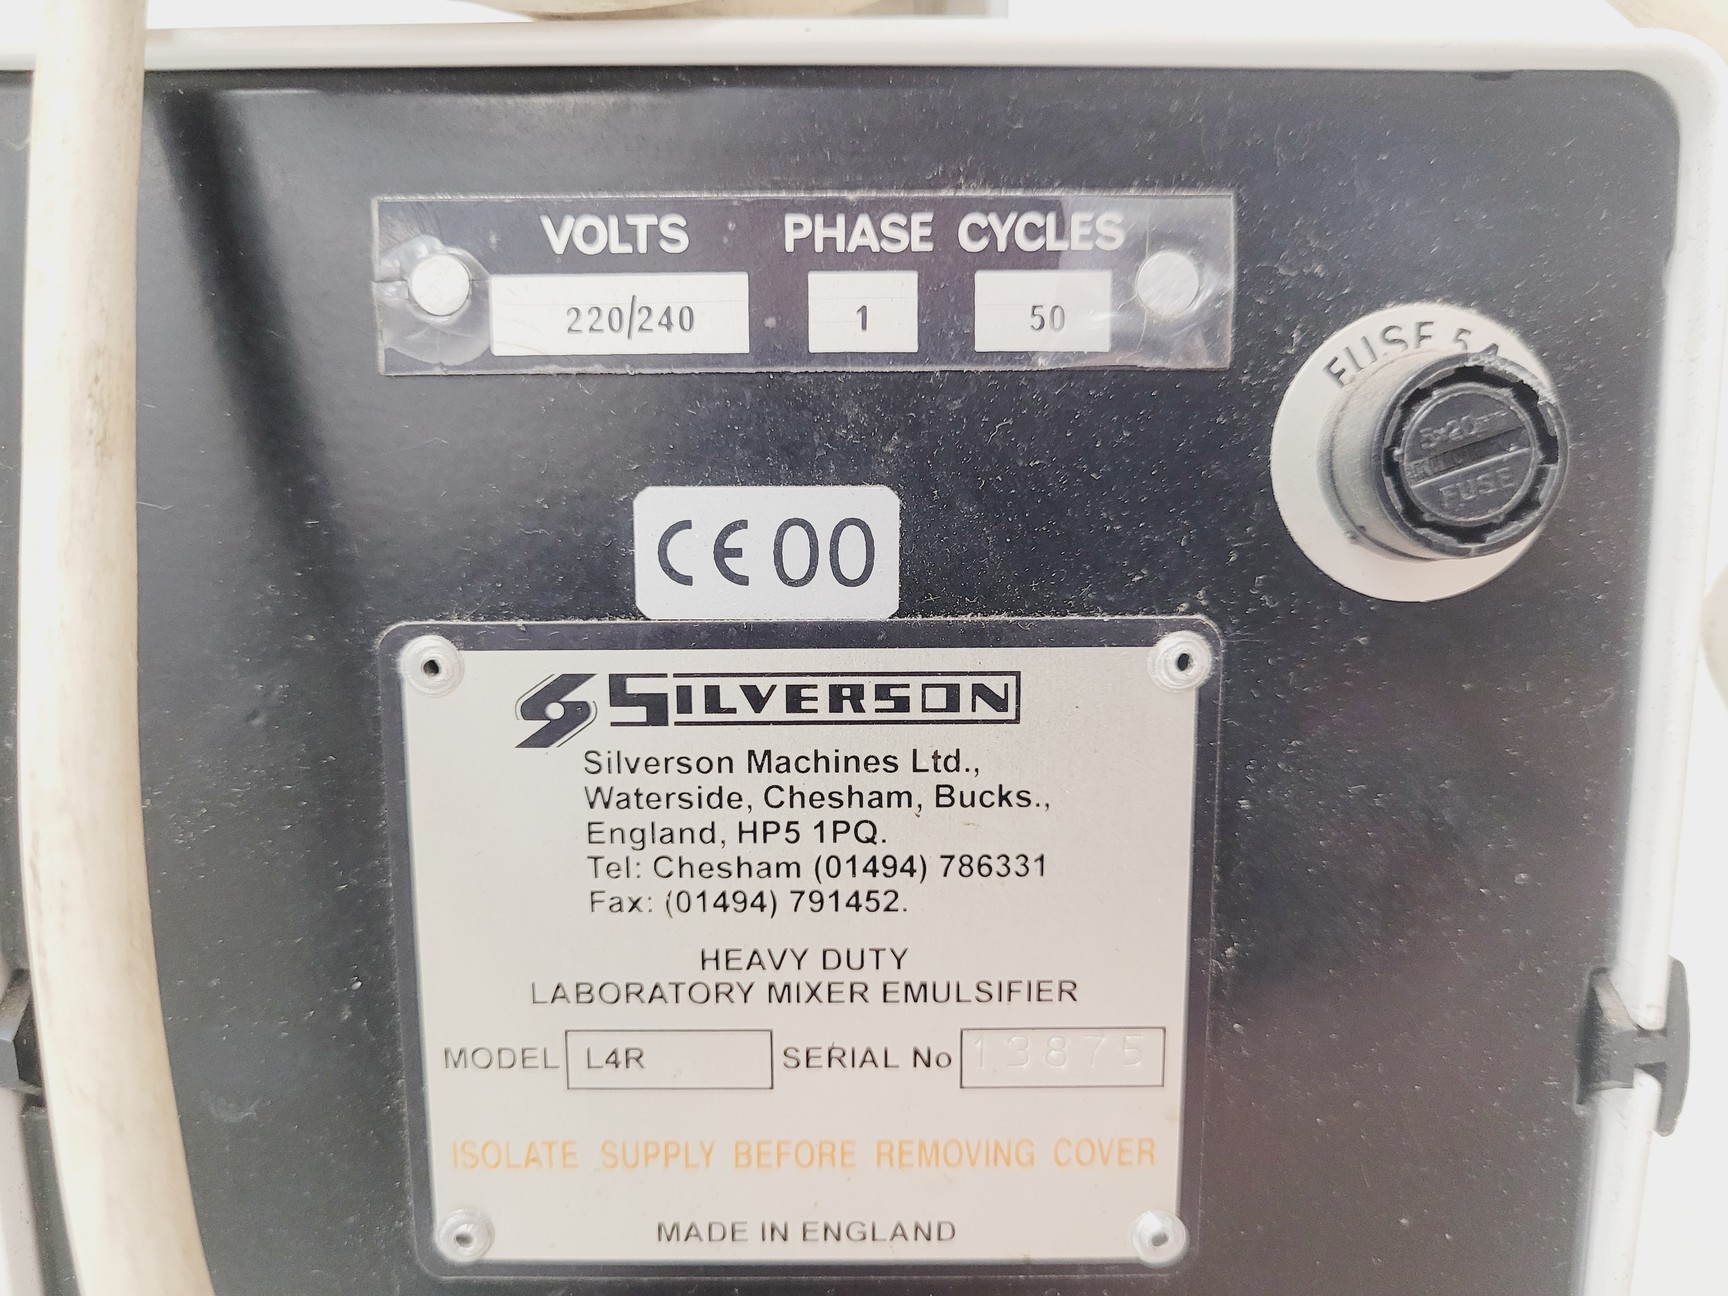 VOLTS PHASE CYCLES
220/240 1 50
FUSE 5A
5×20
FUSE
CE 00
SILVERSON
Silverson Machines Ltd.,
Waterside, Chesham, Bucks.,
England, HP5 1PQ.
Tel: Chesham (01494) 786331
Fax: (01494) 791452.
HEAVY DUTY
LABORATORY MIXER EMULSIFIER
MODEL L4R SERIAL No 13875
ISOLATE SUPPLY BEFORE REMOVING COVER
MADE IN ENGLAND